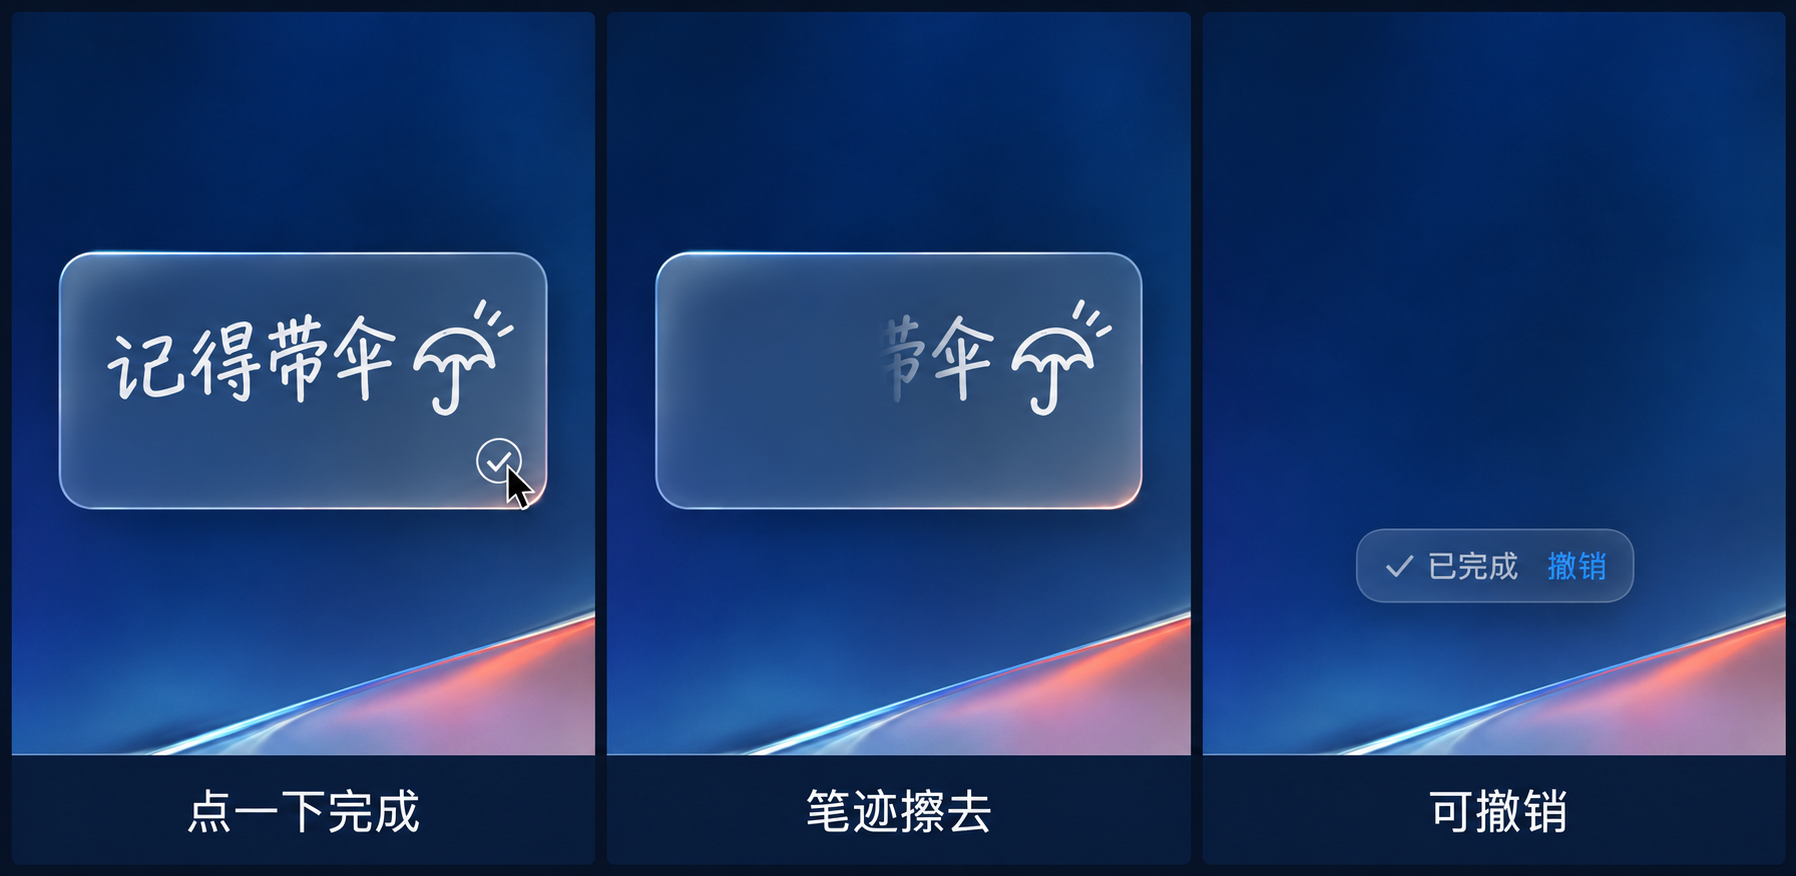 记得带伞
点一下完成
带伞
笔迹擦去
已完成 撤销
可撤销